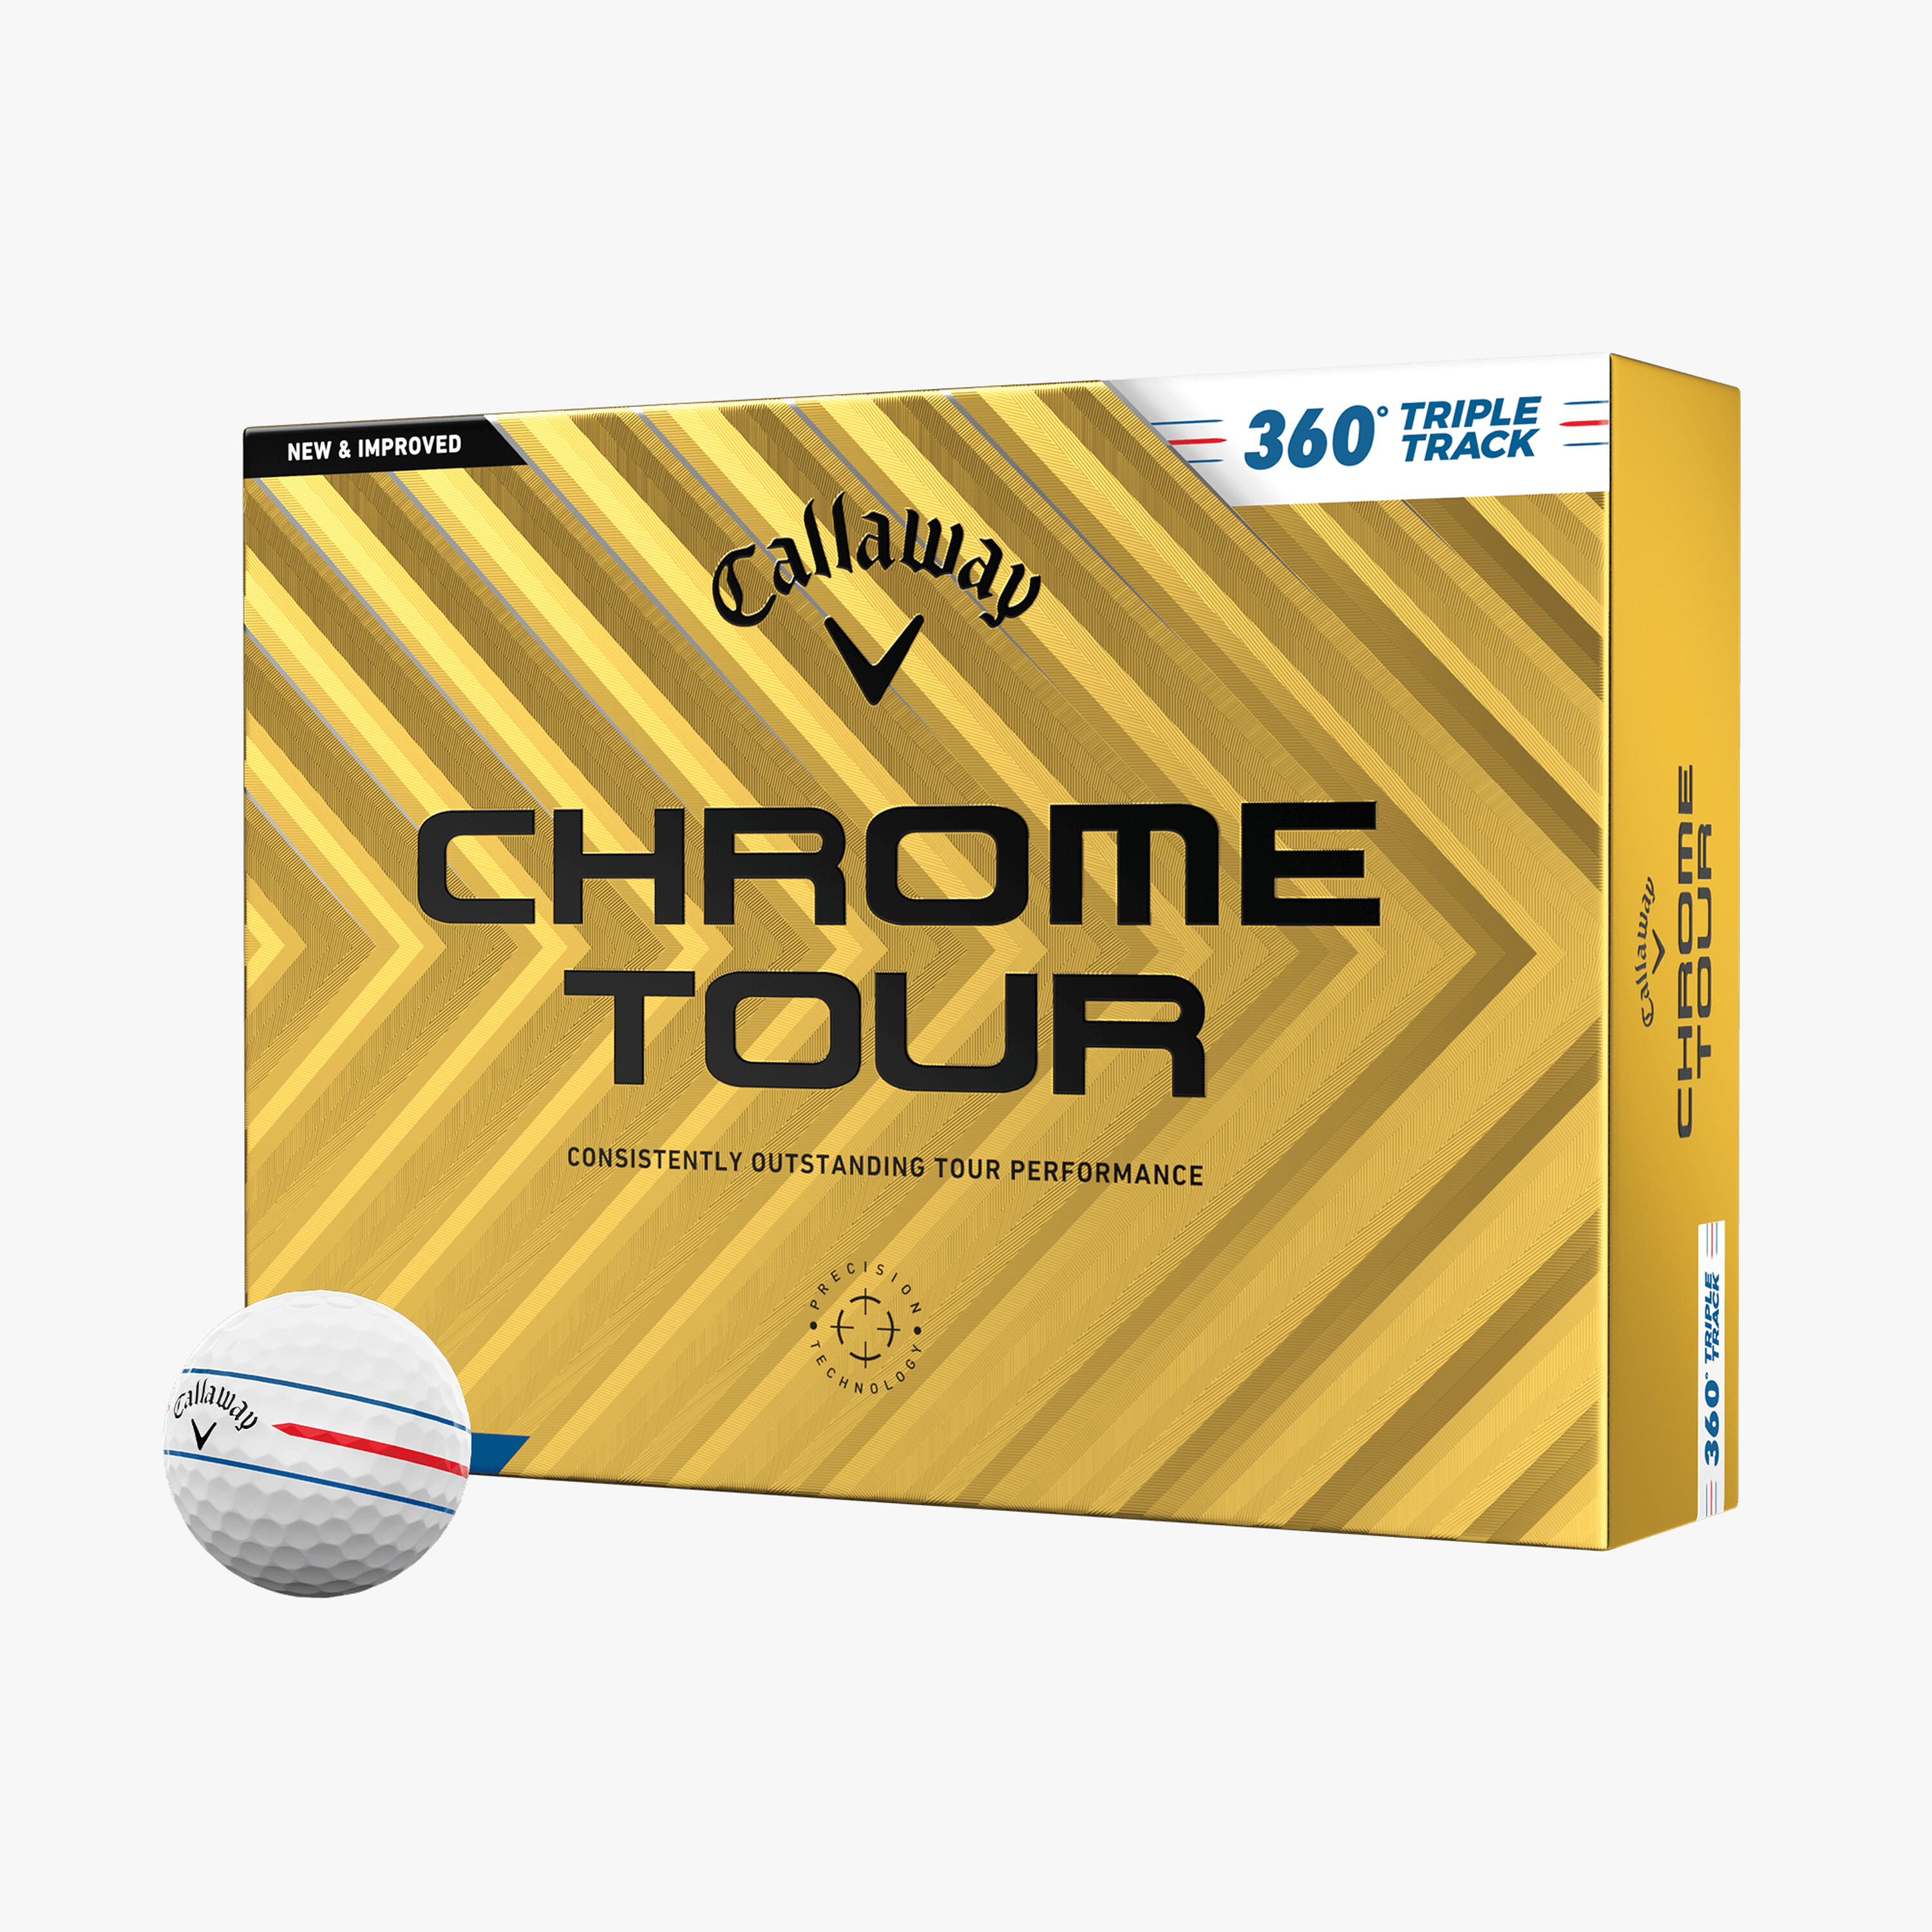 NEW & IMPROVED
360° TRIPLE
TRACK
Callaway
CHROME
TOUR
CONSISTENTLY OUTSTANDING TOUR PERFORMANCE
PRECISION
TECHNOLOGY
Callaway
CHROME
TOUR
360° TRIPLE
TRACK
Callaway